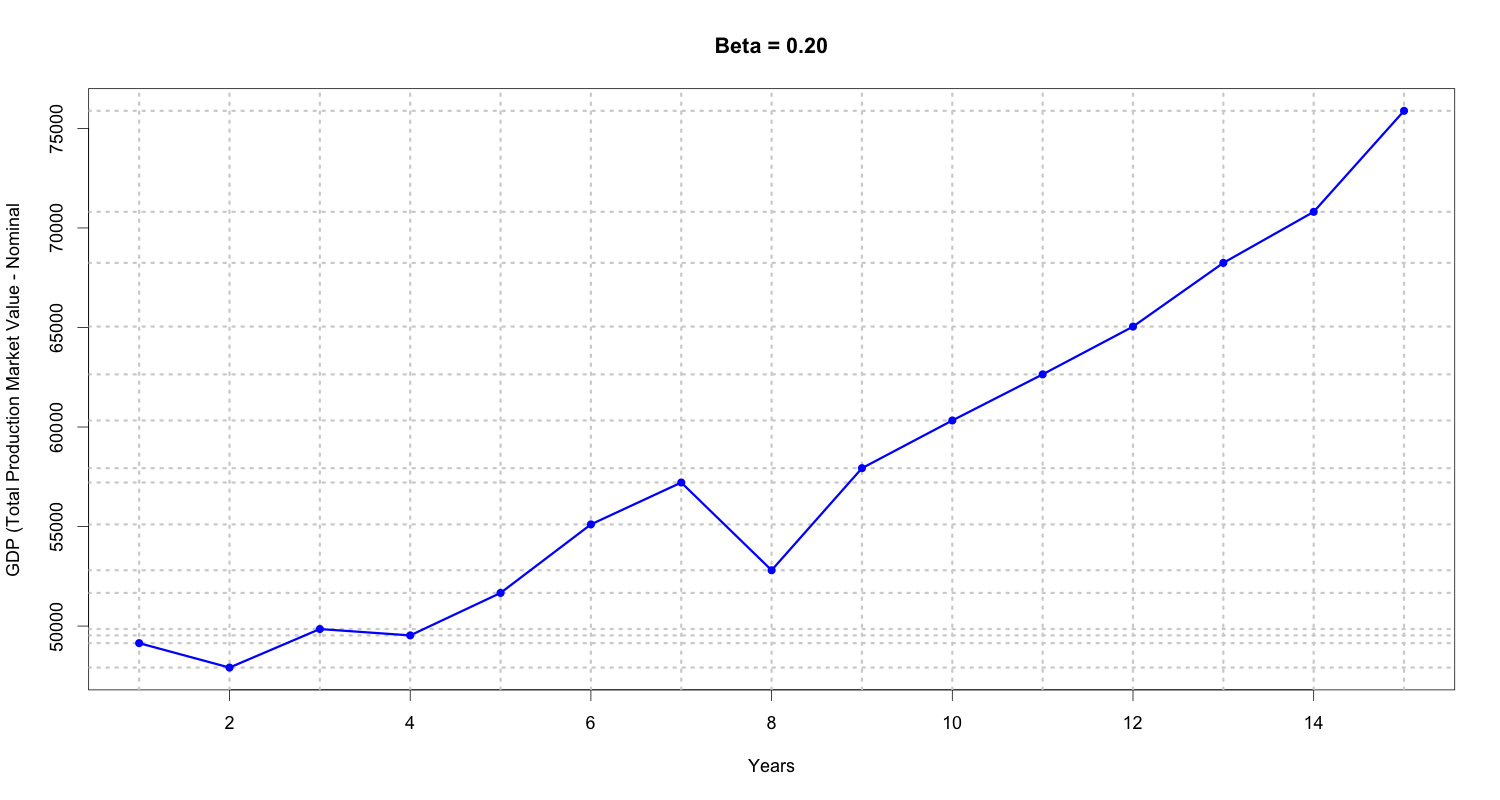 Beta = 0.20
GDP (Total Production Market Value - Nominal
75000
70000
65000
60000
55000
50000
2 4 6 8 10 12 14
Years